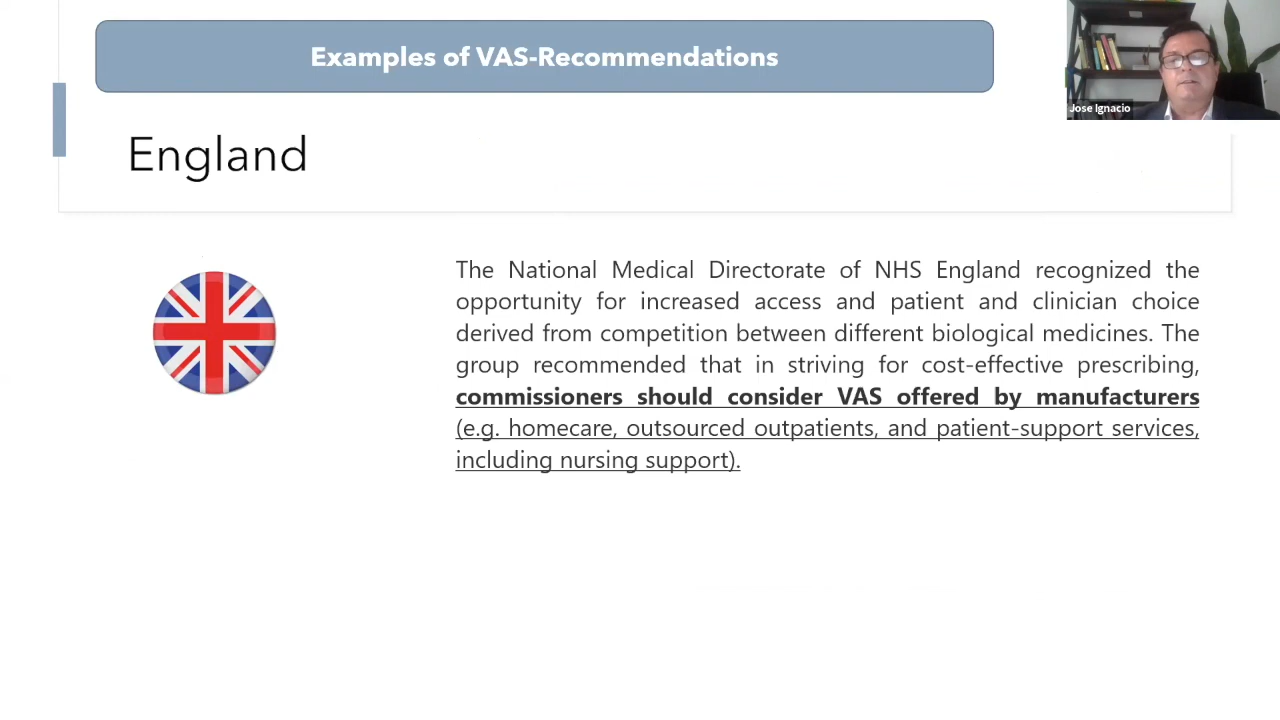 Examples of VAS-Recommendations
Jose Ignacio
England
The National Medical Directorate of NHS England recognized the
opportunity for increased access and patient and clinician choice
derived from competition between different biological medicines. The
group recommended that in striving for cost-effective prescribing,
commissioners should consider VAS offered by manufacturers
(e.g. homecare, outsourced outpatients, and patient-support services,
including nursing support).